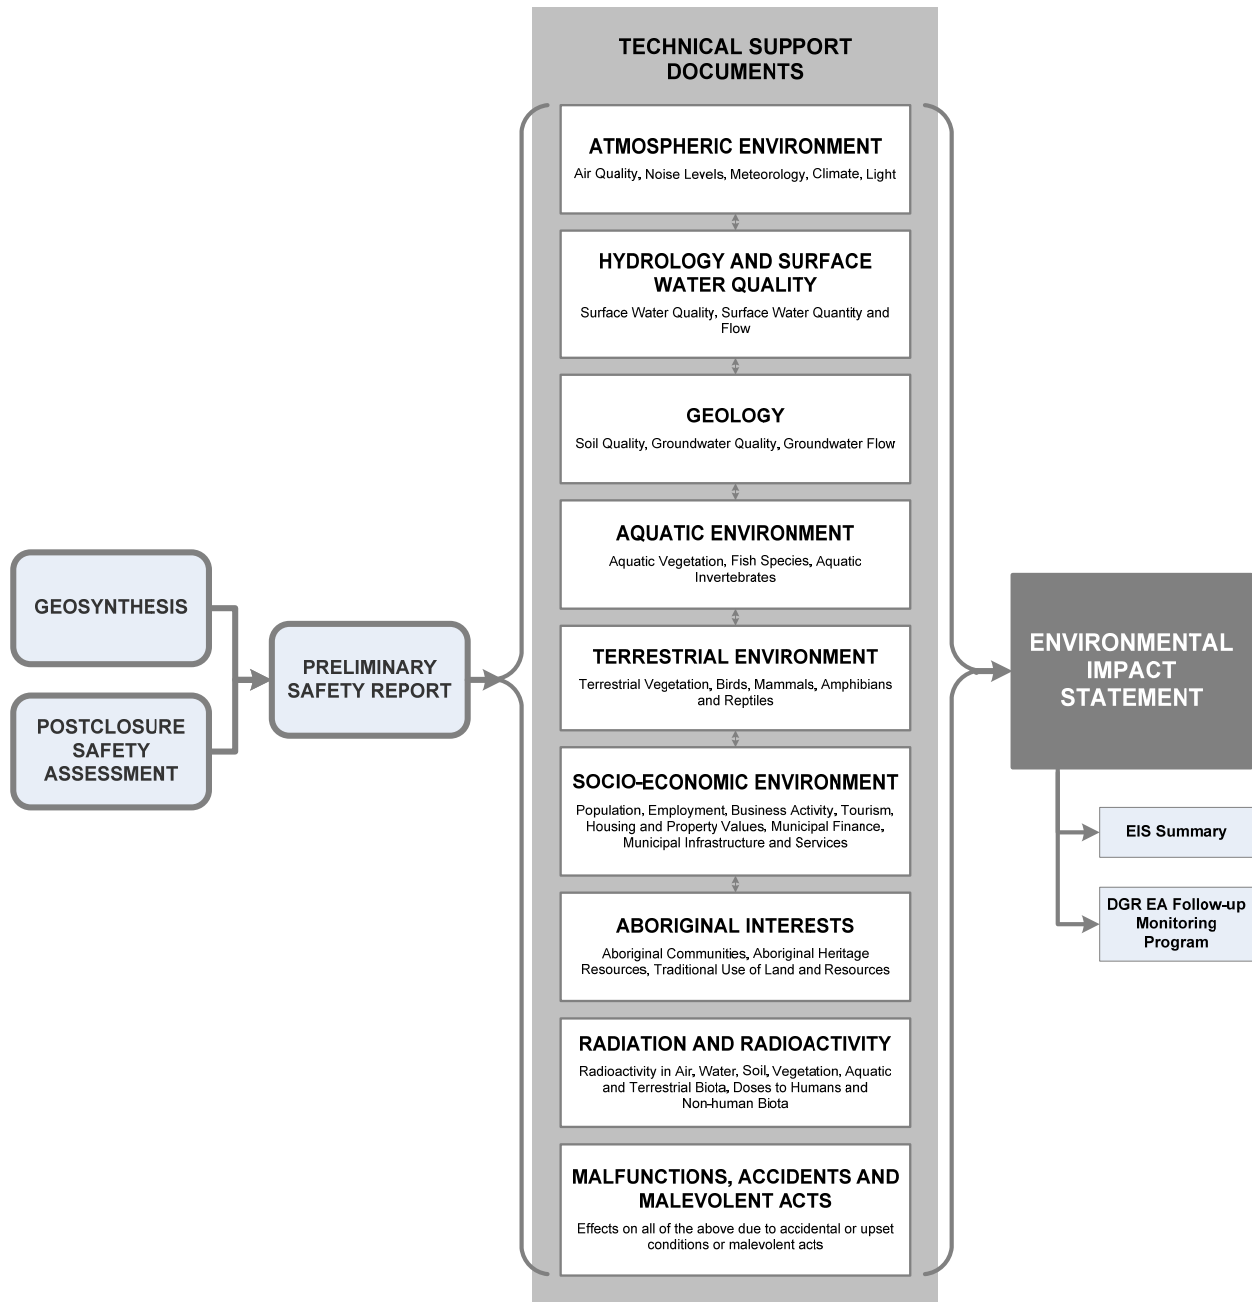 TECHNICAL SUPPORT
DOCUMENTS
ATMOSPHERIC ENVIRONMENT
Air Quality, Noise Levels, Meteorology, Climate, Light
HYDROLOGY AND SURFACE
WATER QUALITY
Surface Water Quality, Surface Water Quantity and
Flow
GEOLOGY
Soil Quality, Groundwater Quality, Groundwater Flow
AQUATIC ENVIRONMENT
Aquatic Vegetation, Fish Species, Aquatic
Invertebrates
TERRESTRIAL ENVIRONMENT
Terrestrial Vegetation, Birds, Mammals, Amphibians
and Reptiles
SOCIO-ECONOMIC ENVIRONMENT
Population, Employment, Business Activity, Tourism,
Housing and Property Values, Municipal Finance,
Municipal Infrastructure and Services
ABORIGINAL INTERESTS
Aboriginal Communities, Aboriginal Heritage
Resources, Traditional Use of Land and Resources
RADIATION AND RADIOACTIVITY
Radioactivity in Air, Water, Soil, Vegetation, Aquatic
and Terrestrial Biota, Doses to Humans and
Non-human Biota
MALFUNCTIONS, ACCIDENTS AND
MALEVOLENT ACTS
Effects on all of the above due to accidental or upset
conditions or malevolent acts
GEOSYNTHESIS
POSTCLOSURE
SAFETY
ASSESSMENT
PRELIMINARY
SAFETY REPORT
ENVIRONMENTAL
IMPACT
STATEMENT
EIS Summary
DGR EA Follow-up
Monitoring
Program